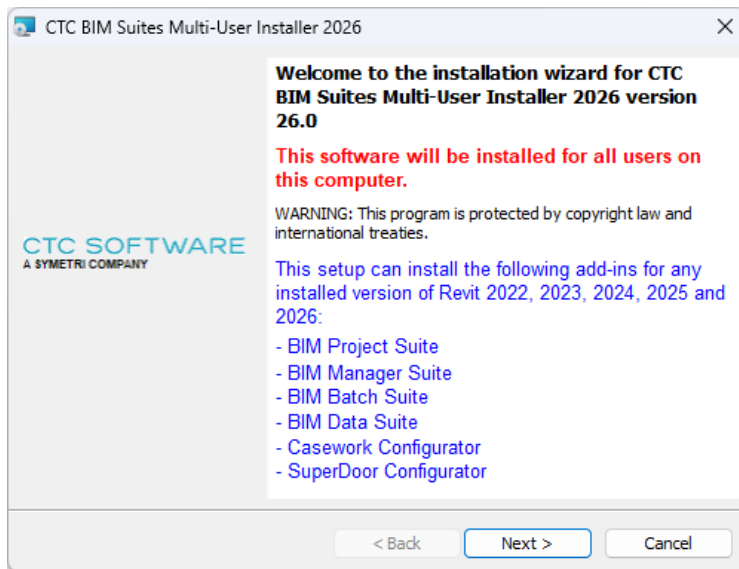 CTC BIM Suites Multi-User Installer 2026
Welcome to the installation wizard for CTC
BIM Suites Multi-User Installer 2026 version
26.0
This software will be installed for all users on
this computer.
WARNING: This program is protected by copyright law and
international treaties.
CTC SOFTWARE
A SYMETRI COMPANY
This setup can install the following add-ins for any
installed version of Revit 2022, 2023, 2024, 2025 and
2026:
- BIM Project Suite
- BIM Manager Suite
- BIM Batch Suite
- BIM Data Suite
- Casework Configurator
- SuperDoor Configurator
< Back
Next >
Cancel